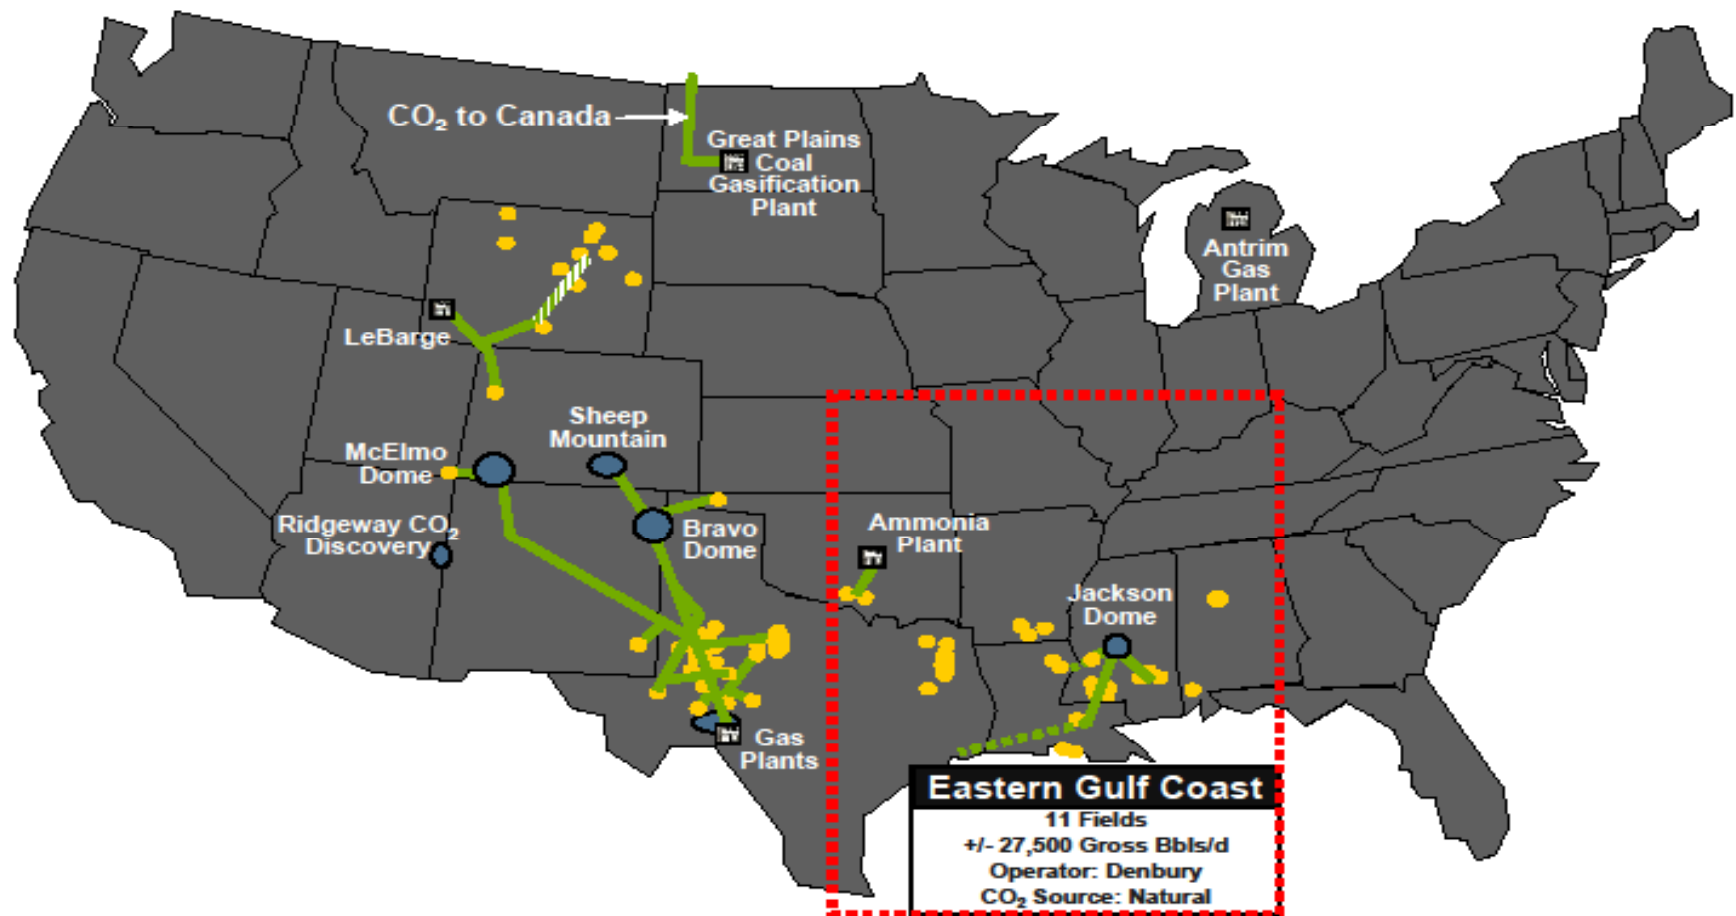 CO₂ to Canada
Great Plains
Coal
Gasification
Plant
Antrim
Gas
Plant
LeBarge
Sheep
Mountain
McElmo
Dome
Ridgeway CO₂
Discovery
Bravo
Dome
Ammonia
Plant
Jackson
Dome
Gas
Plants
Eastern Gulf Coast
11 Fields
+/- 27,500 Gross Bbls/d
Operator: Denbury
CO₂ Source: Natural